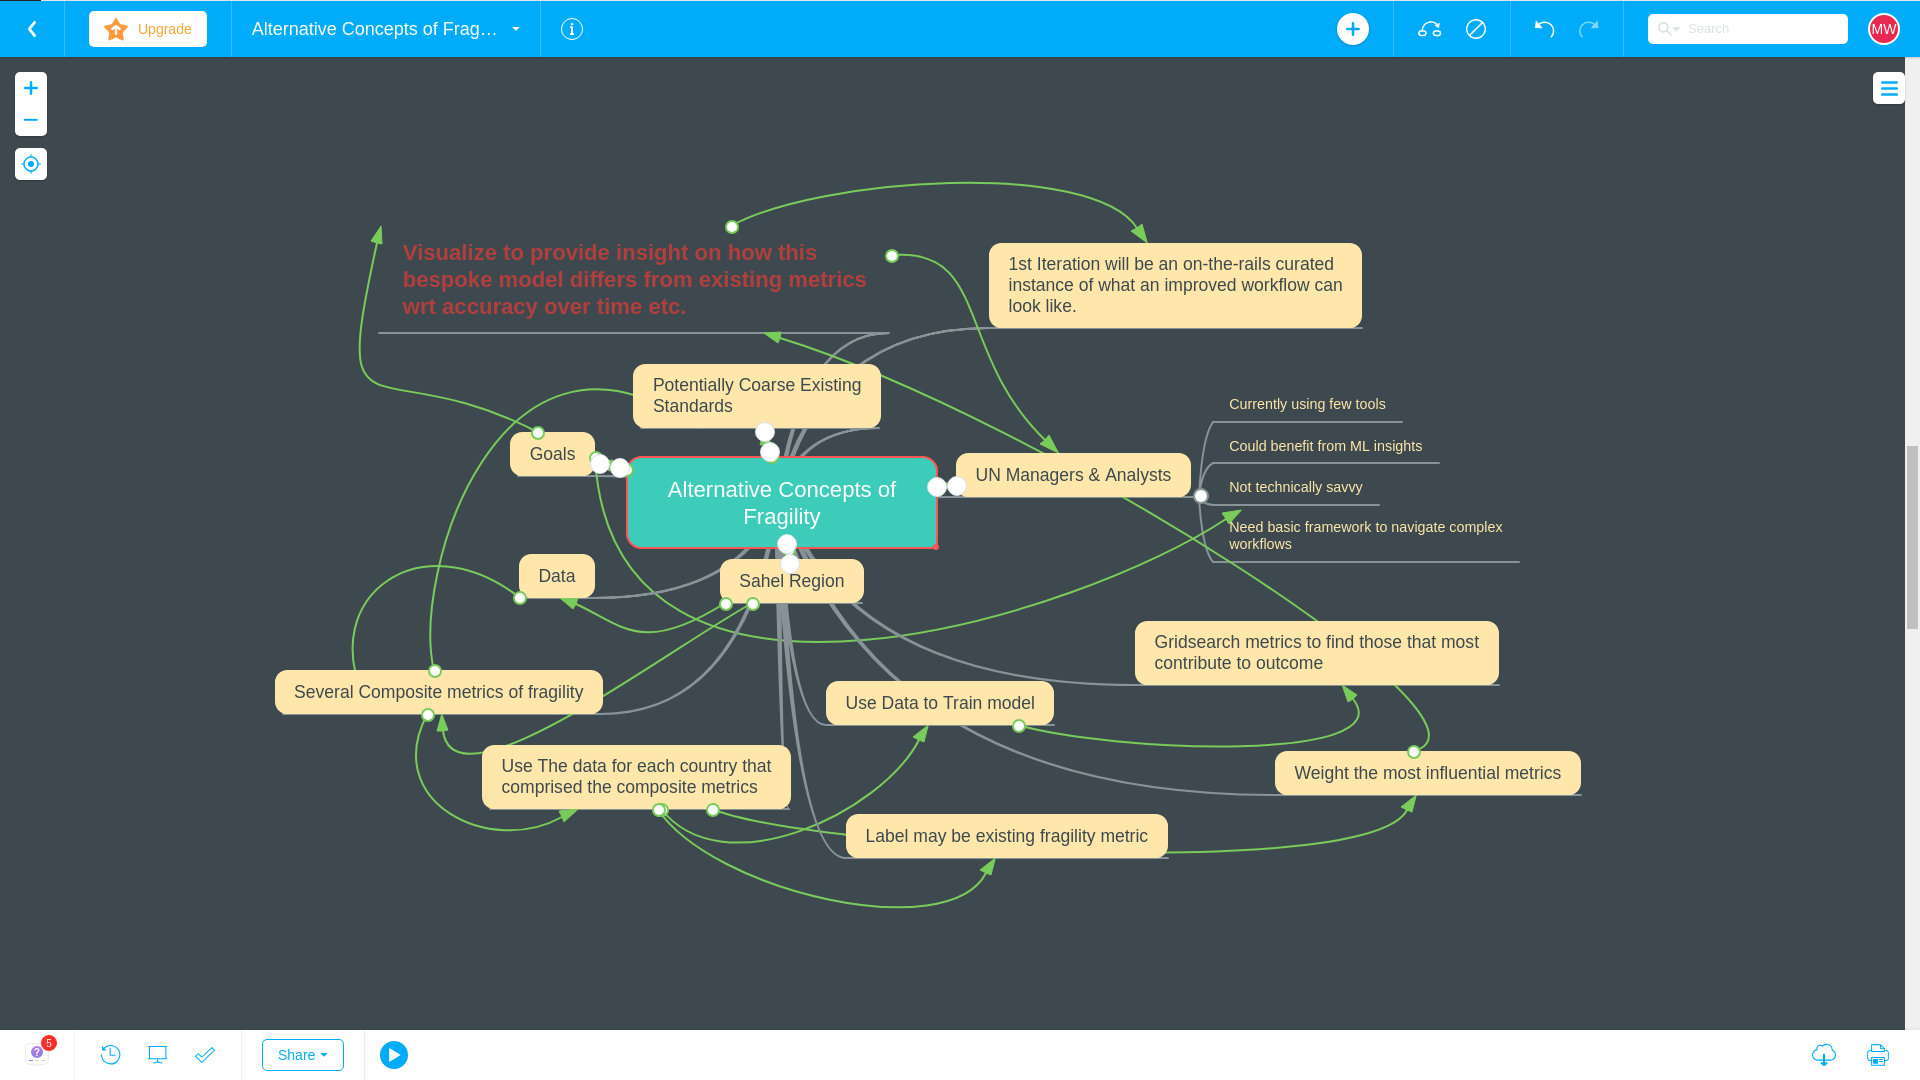 Upgrade
Alternative Concepts of Frag...
Search
MW
Visualize to provide insight on how this
bespoke model differs from existing metrics
wrt accuracy over time etc.
1st Iteration will be an on-the-rails curated
instance of what an improved workflow can
look like.
Potentially Coarse Existing
Standards
Goals
Alternative Concepts of
Fragility
UN Managers & Analysts
Currently using few tools
Could benefit from ML insights
Not technically savvy
Need basic framework to navigate complex
workflows
Data
Sahel Region
Gridsearch metrics to find those that most
contribute to outcome
Several Composite metrics of fragility
Use Data to Train model
Use The data for each country that
comprised the composite metrics
Weight the most influential metrics
Label may be existing fragility metric
5
?
Share